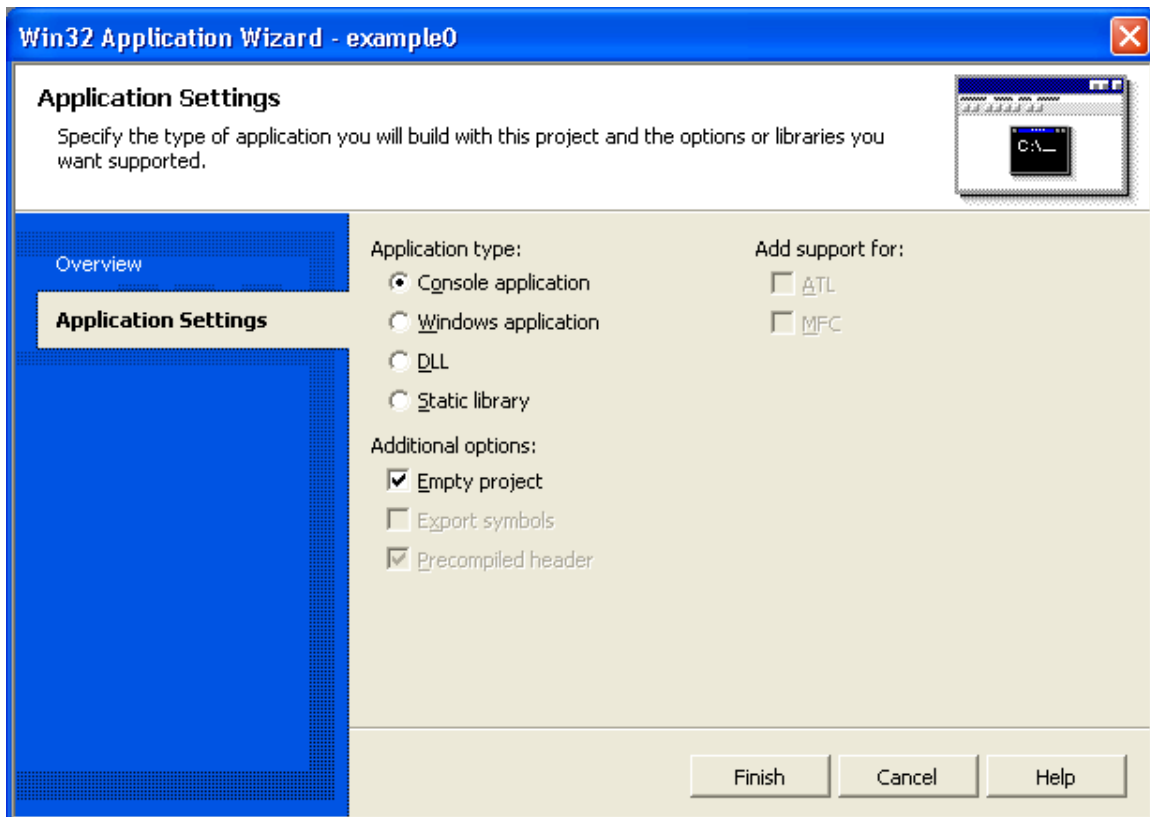 Win32 Application Wizard - example0
Application Settings
Specify the type of application you will build with this project and the options or libraries you
want supported.
C:\_
Overview
Application Settings
Application type:
Console application
Windows application
DLL
Static library
Additional options:
Empty project
Export symbols
Precompiled header
Add support for:
ATL
MFC
Finish
Cancel
Help